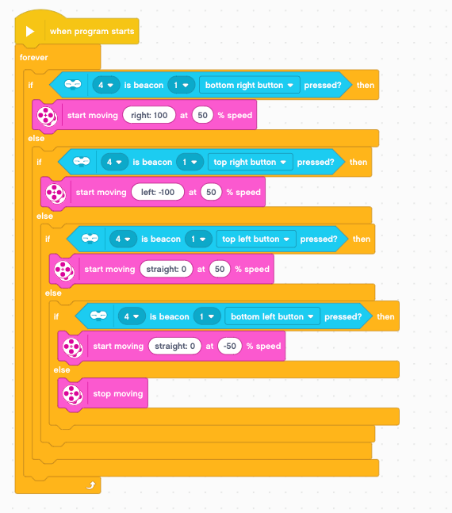 when program starts
forever
if 4 is beacon 1 bottom right button pressed? then
start moving right: 100 at 50 % speed
else
if 4 is beacon 1 top right button pressed? then
start moving left: -100 at 50 % speed
else
if 4 is beacon 1 top left button pressed? then
start moving straight: 0 at 50 % speed
else
if 4 is beacon 1 bottom left button pressed? then
start moving straight: 0 at -50 % speed
else
stop moving